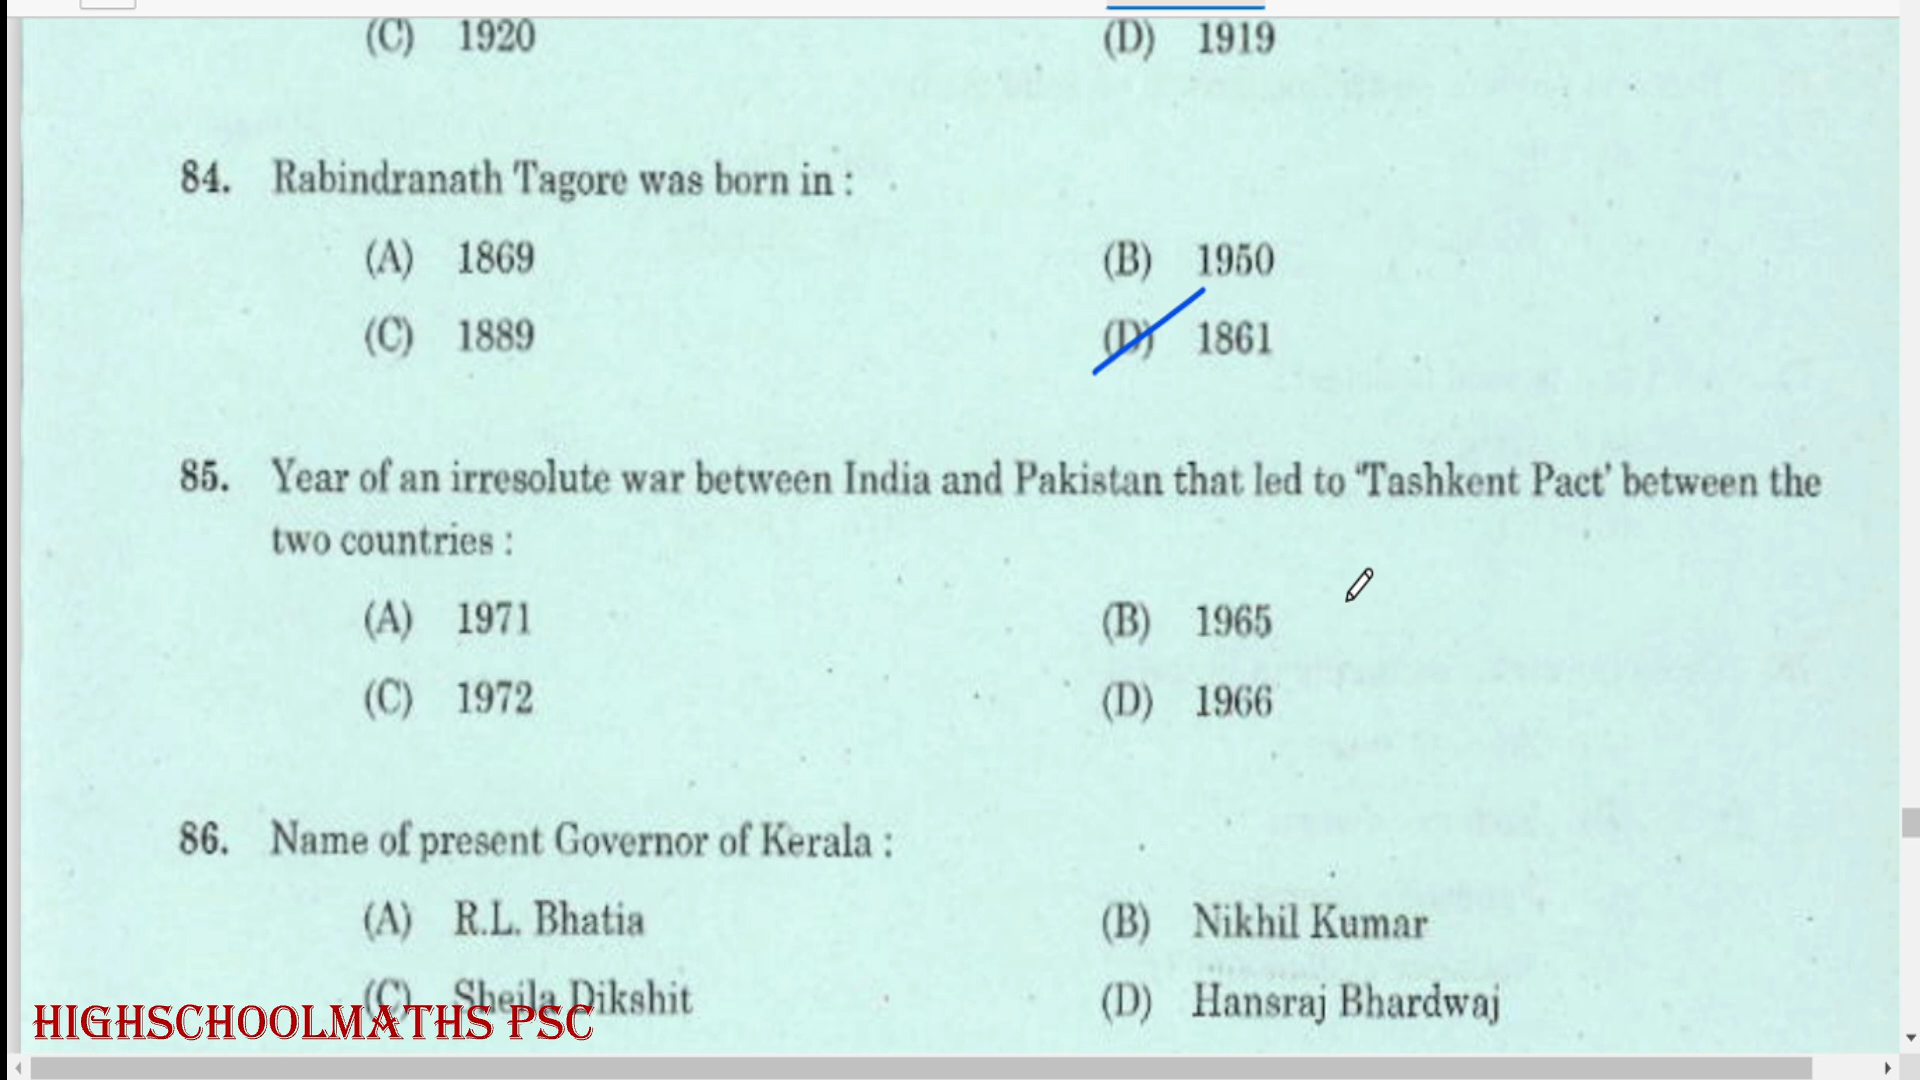 (C) 1920 (D) 1919
84. Rabindranath Tagore was born in :
(A) 1869 (B) 1950
(C) 1889 (D) 1861
85. Year of an irresolute war between India and Pakistan that led to 'Tashkent Pact' between the
two countries :
(A) 1971 (B) 1965
(C) 1972 (D) 1966
86. Name of present Governor of Kerala :
(A) R.L. Bhatia (B) Nikhil Kumar
(C) Sheila Dikshit (D) Hansraj Bhardwaj
HIGHSCHOOLMATHS PSC